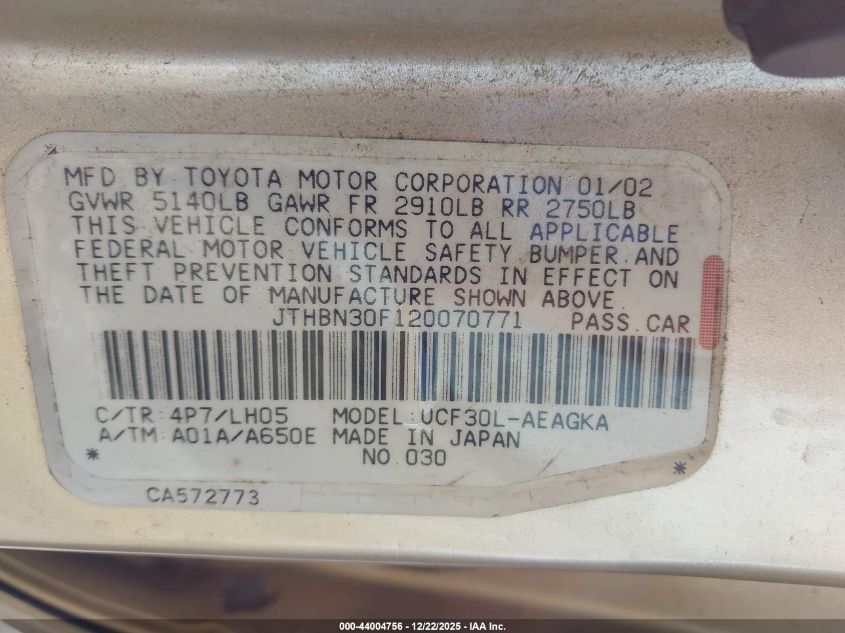 MFD BY TOYOTA MOTOR CORPORATION 01/02
GVWR 5140LB GAWR FR 2910LB RR 2750LB
THIS VEHICLE CONFORMS TO ALL APPLICABLE
FEDERAL MOTOR VEHICLE SAFETY BUMPER AND
THEFT PREVENTION STANDARDS IN EFFECT ON
THE DATE OF MANUFACTURE SHOWN ABOVE.
JTHBN30F120070771 PASS.CAR
C/TR:4P7/LH05 MODEL:UCF30L-AEAGKA
A/TM:A01A/A650E MADE IN JAPAN
* NO.030 *
CA572773
000-44004756 - 12/22/2025 - IAA Inc.